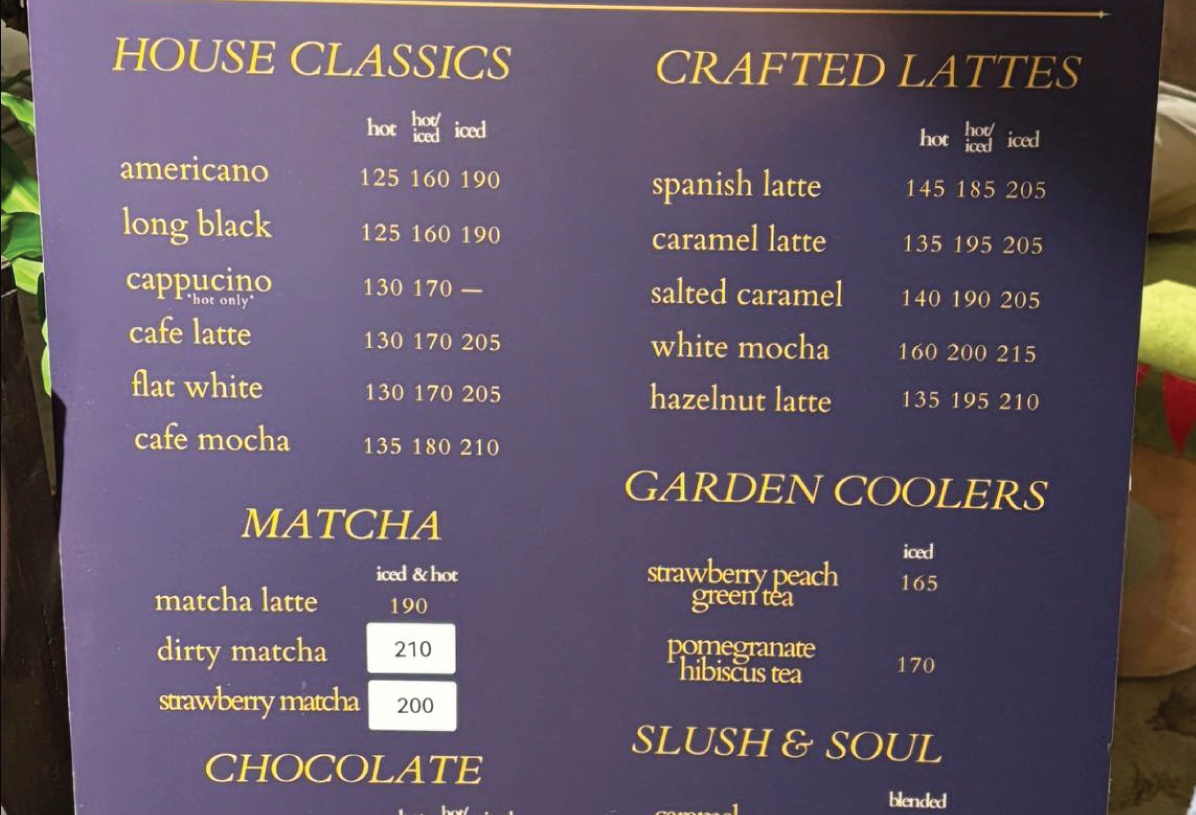 HOUSE CLASSICS
hot hot/iced iced
americano 125 160 190
long black 125 160 190
cappucino 130 170 —
*hot only*
cafe latte 130 170 205
flat white 130 170 205
cafe mocha 135 180 210
MATCHA
iced & hot
matcha latte 190
dirty matcha 210
strawberry matcha 200
CHOCOLATE
hot/
CRAFTED LATTES
hot hot/iced iced
spanish latte 145 185 205
caramel latte 135 195 205
salted caramel 140 190 205
white mocha 160 200 215
hazelnut latte 135 195 210
GARDEN COOLERS
iced
strawberry peach
green tea 165
pomegranate
hibiscus tea 170
SLUSH & SOUL
blended
caramel